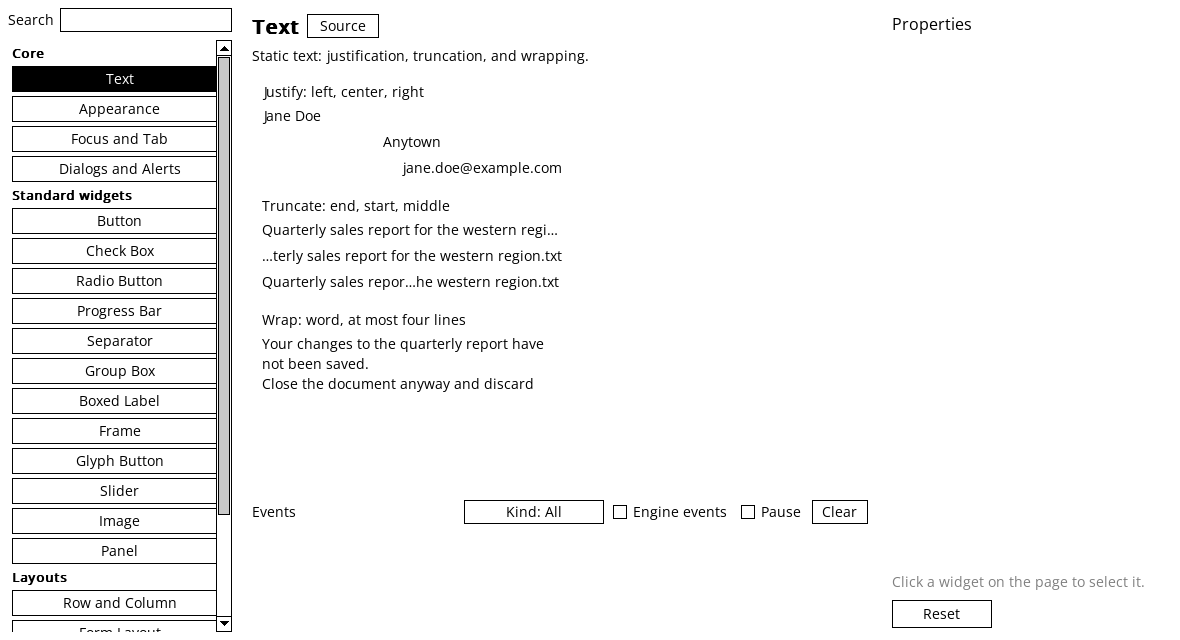 Search
Core
Text
Appearance
Focus and Tab
Dialogs and Alerts
Standard widgets
Button
Check Box
Radio Button
Progress Bar
Separator
Group Box
Boxed Label
Frame
Glyph Button
Slider
Image
Panel
Layouts
Row and Column
Form Layout
Text Source
Static text: justification, truncation, and wrapping.
Justify: left, center, right
Jane Doe
Anytown
jane.doe@example.com
Truncate: end, start, middle
Quarterly sales report for the western regi...
...terly sales report for the western region.txt
Quarterly sales repor...he western region.txt
Wrap: word, at most four lines
Your changes to the quarterly report have
not been saved.
Close the document anyway and discard
Events Kind: All Engine events Pause Clear
Properties
Click a widget on the page to select it.
Reset